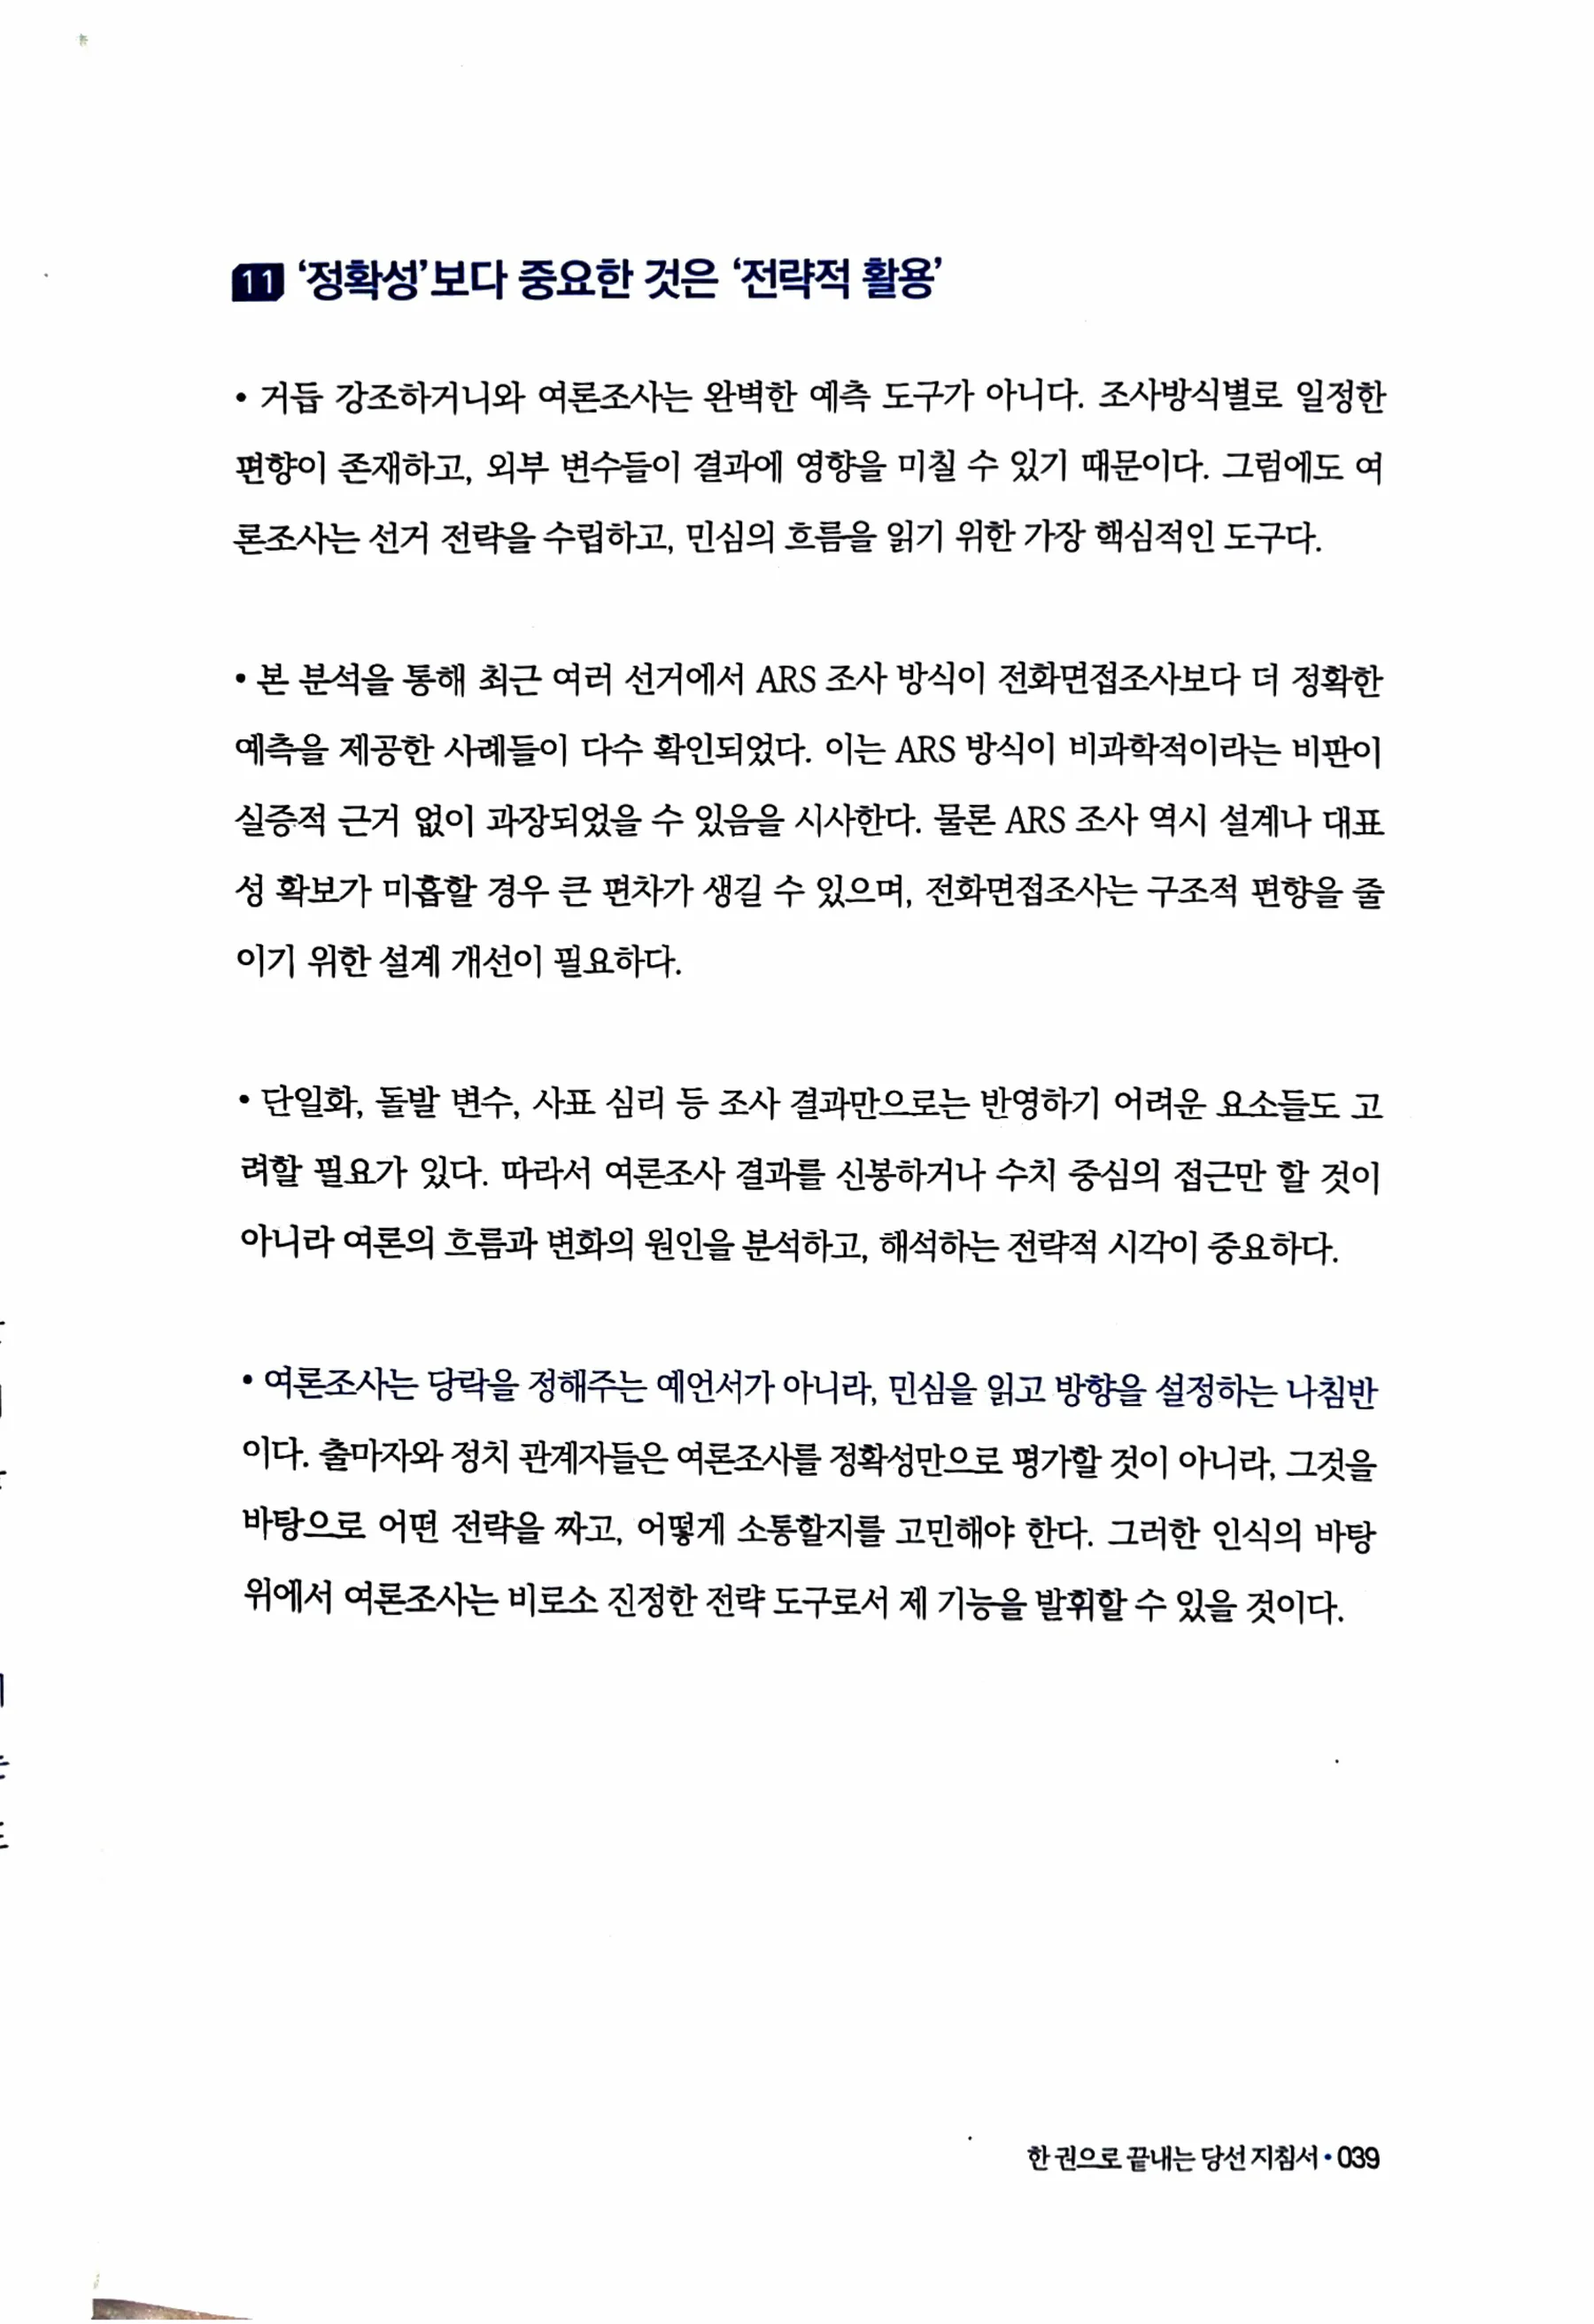 11 ‘정확성’보다 중요한 것은 ‘전략적 활용’
• 거듭 강조하거니와 여론조사는 완벽한 예측 도구가 아니다. 조사방식별로 일정한
편향이 존재하고, 외부 변수들이 결과에 영향을 미칠 수 있기 때문이다. 그럼에도 여
론조사는 선거 전략을 수립하고, 민심의 흐름을 읽기 위한 가장 핵심적인 도구다.
• 본 분석을 통해 최근 여러 선거에서 ARS 조사 방식이 전화면접조사보다 더 정확한
예측을 제공한 사례들이 다수 확인되었다. 이는 ARS 방식이 비과학적이라는 비판이
실증적 근거 없이 과장되었을 수 있음을 시사한다. 물론 ARS 조사 역시 설계나 대표
성 확보가 미흡할 경우 큰 편차가 생길 수 있으며, 전화면접조사는 구조적 편향을 줄
이기 위한 설계 개선이 필요하다.
• 단일화, 돌발 변수, 사표 심리 등 조사 결과만으로는 반영하기 어려운 요소들도 고
려할 필요가 있다. 따라서 여론조사 결과를 신봉하거나 수치 중심의 접근만 할 것이
아니라 여론의 흐름과 변화의 원인을 분석하고, 해석하는 전략적 시각이 중요하다.
• 여론조사는 당락을 정해주는 예언서가 아니라, 민심을 읽고 방향을 설정하는 나침반
이다. 출마자와 정치 관계자들은 여론조사를 정확성만으로 평가할 것이 아니라, 그것을
바탕으로 어떤 전략을 짜고, 어떻게 소통할지를 고민해야 한다. 그러한 인식의 바탕
위에서 여론조사는 비로소 진정한 전략 도구로서 제 기능을 발휘할 수 있을 것이다.
한 권으로 끝내는 당선 지침서 • 039